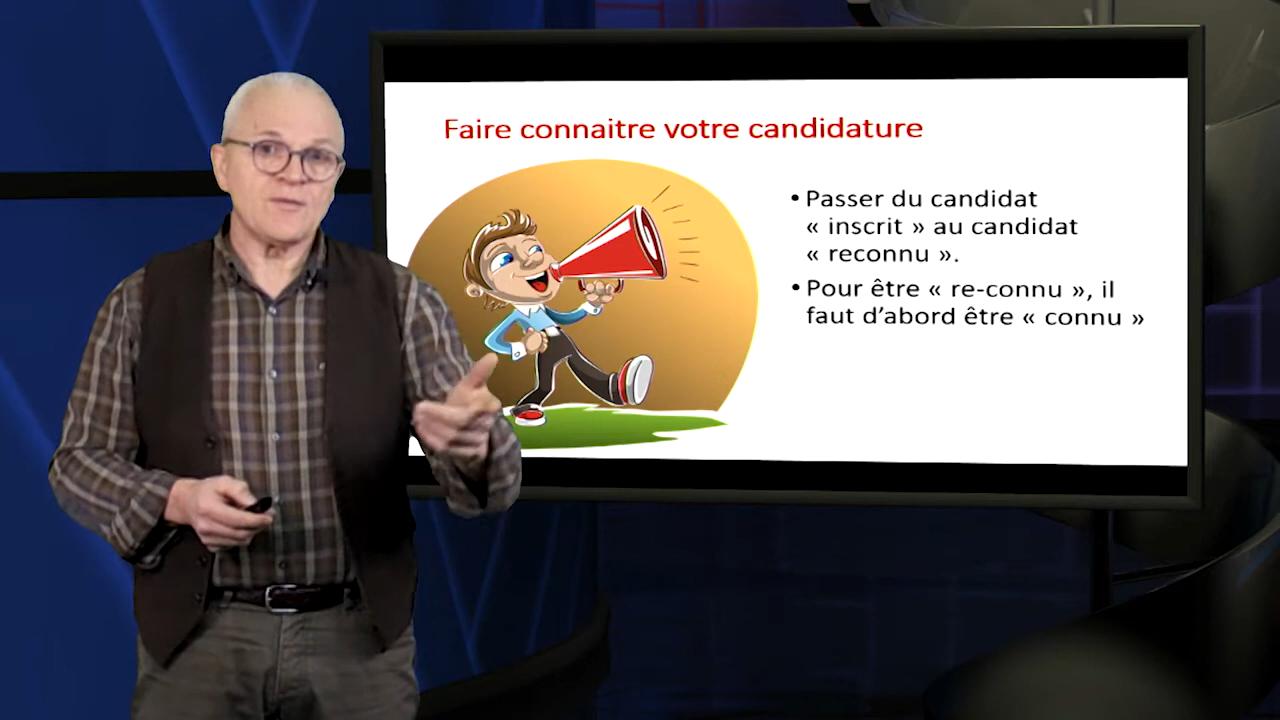 Faire connaitre votre candidature
• Passer du candidat
« inscrit » au candidat
« reconnu ».
• Pour être « re-connu », il
faut d’abord être « connu »